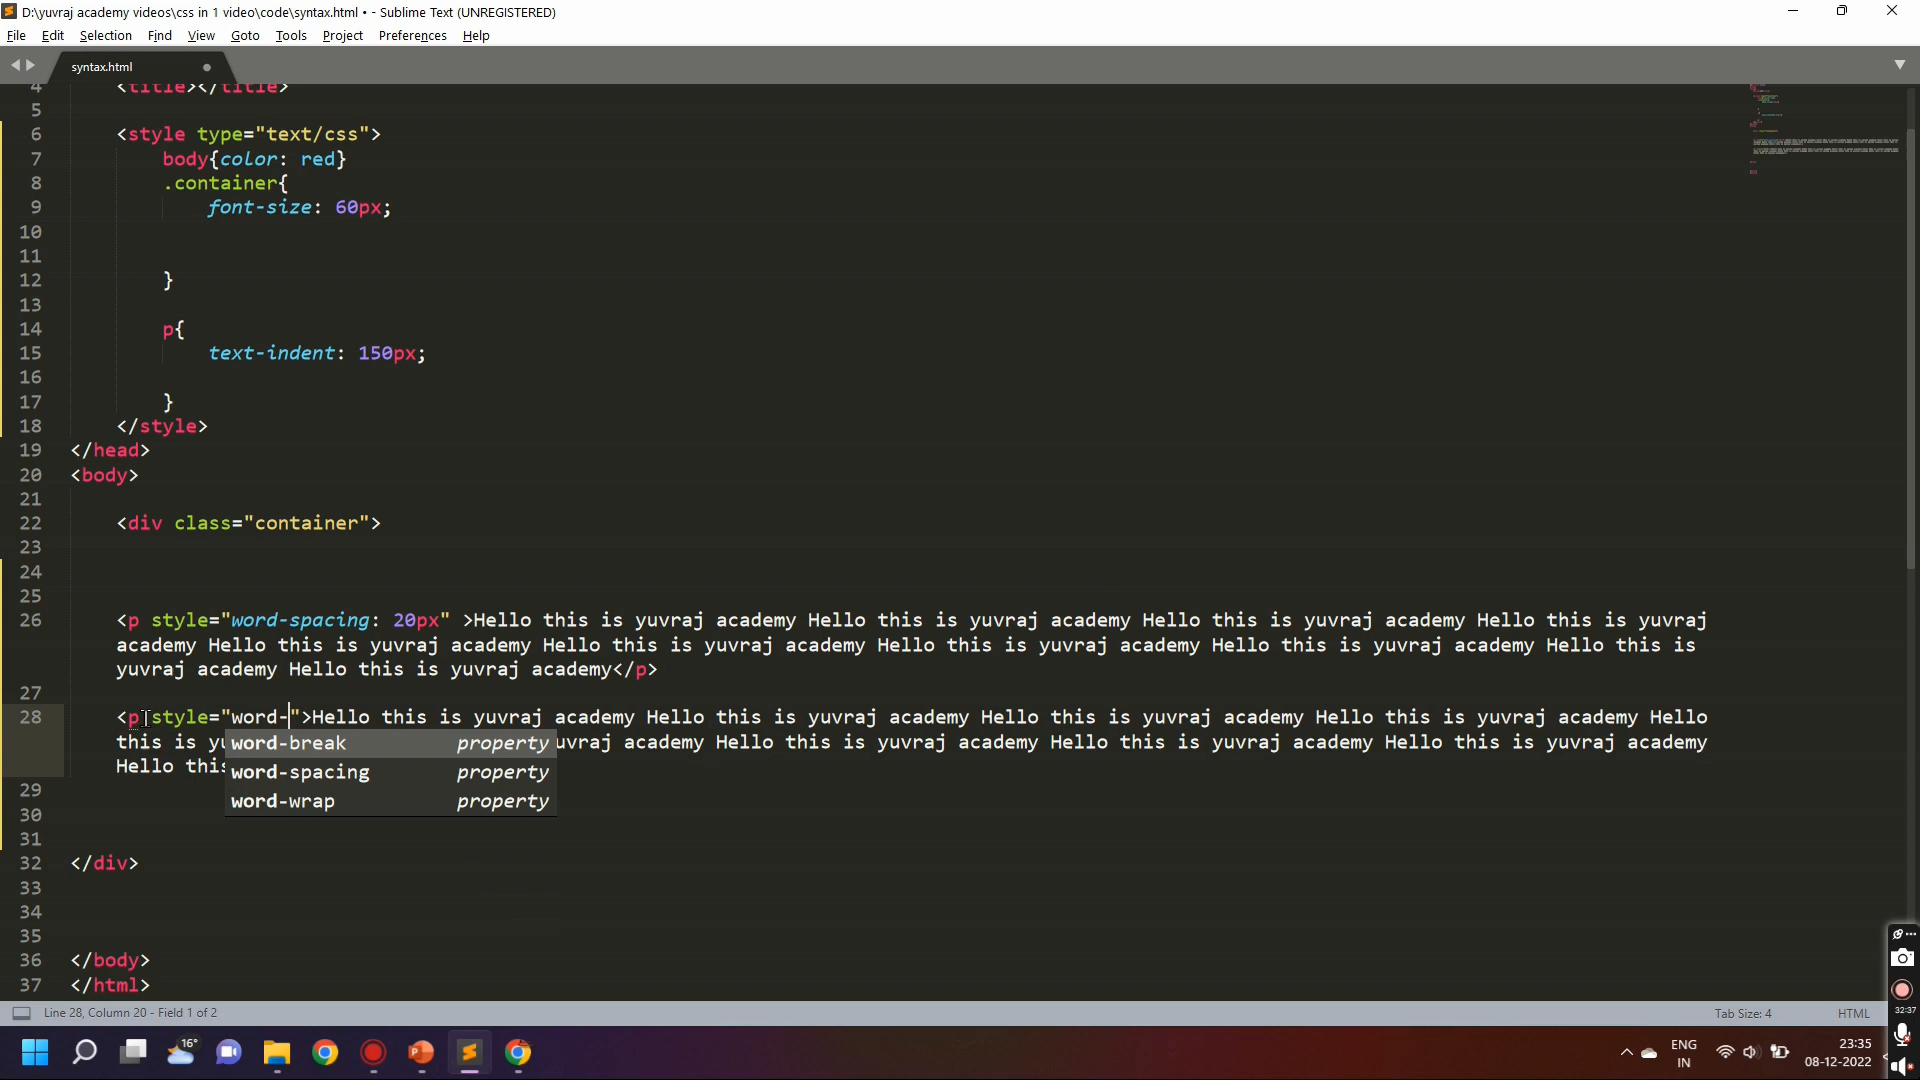 D:\yuvraj academy videos\css in 1 video\code\syntax.html • - Sublime Text (UNREGISTERED)
File Edit Selection Find View Goto Tools Project Preferences Help
syntax.html
4 <title></title>
5
6 <style type="text/css">
7 body{color: red}
8 .container{
9 font-size: 60px;
10
11
12 }
13
14 p{
15 text-indent: 150px;
16
17 }
18 </style>
19 </head>
20 <body>
21
22 <div class="container">
23
24
25
26 <p style="word-spacing: 20px" >Hello this is yuvraj academy Hello this is yuvraj academy Hello this is yuvraj academy Hello this is yuvraj
academy Hello this is yuvraj academy Hello this is yuvraj academy Hello this is yuvraj academy Hello this is yuvraj academy Hello this is
yuvraj academy Hello this is yuvraj academy</p>
27
28 <p style="word-">Hello this is yuvraj academy Hello this is yuvraj academy Hello this is yuvraj academy Hello this is yuvraj academy Hello
this is yu word-break property uvraj academy Hello this is yuvraj academy Hello this is yuvraj academy Hello this is yuvraj academy
Hello this word-spacing property
29 word-wrap property
30
31
32 </div>
33
34
35
36 </body>
37 </html>
Line 28, Column 20 - Field 1 of 2 Tab Size: 4 HTML
32:37
16°
ENG
IN
23:35
08-12-2022